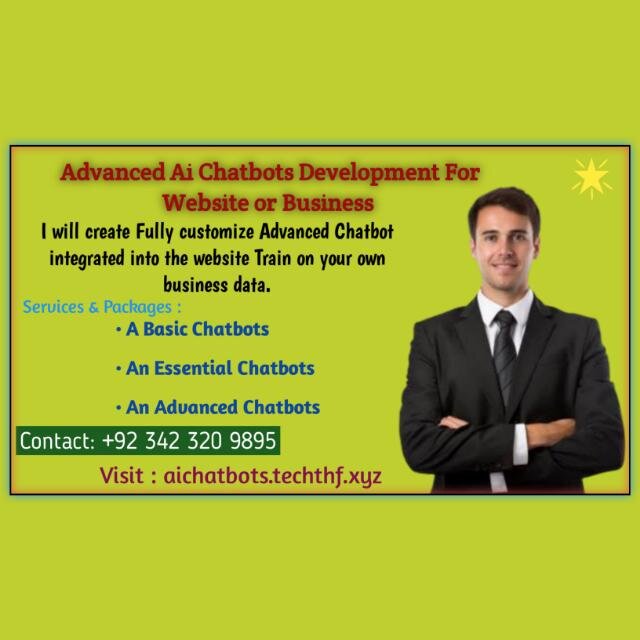 Advanced Ai Chatbots Development For
Website or Business
I will create Fully customize Advanced Chatbot
integrated into the website Train on your own
business data.
Services & Packages :
• A Basic Chatbots
• An Essential Chatbots
• An Advanced Chatbots
Contact: +92 342 320 9895
Visit : aichatbots.techthf.xyz